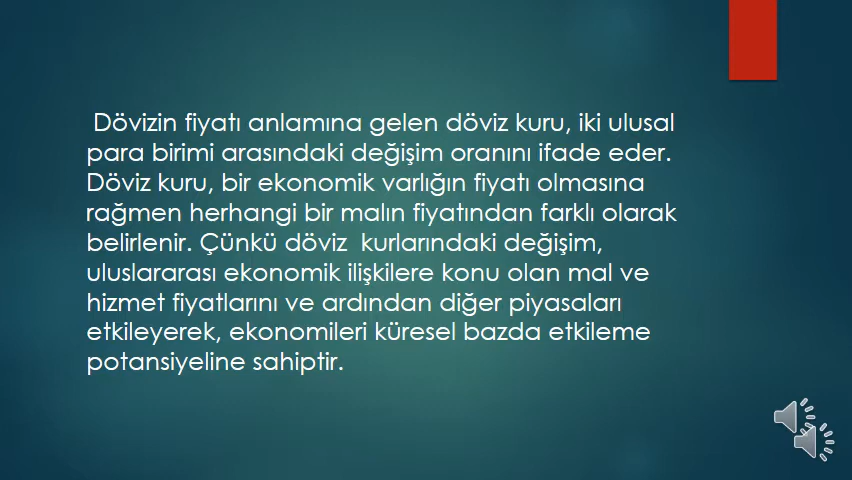 Dövizin fiyatı anlamına gelen döviz kuru, iki ulusal
para birimi arasındaki değişim oranını ifade eder.
Döviz kuru, bir ekonomik varlığın fiyatı olmasına
rağmen herhangi bir malın fiyatından farklı olarak
belirlenir. Çünkü döviz  kurlarındaki değişim,
uluslararası ekonomik ilişkilere konu olan mal ve
hizmet fiyatlarını ve ardından diğer piyasaları
etkileyerek, ekonomileri küresel bazda etkileme
potansiyeline sahiptir.